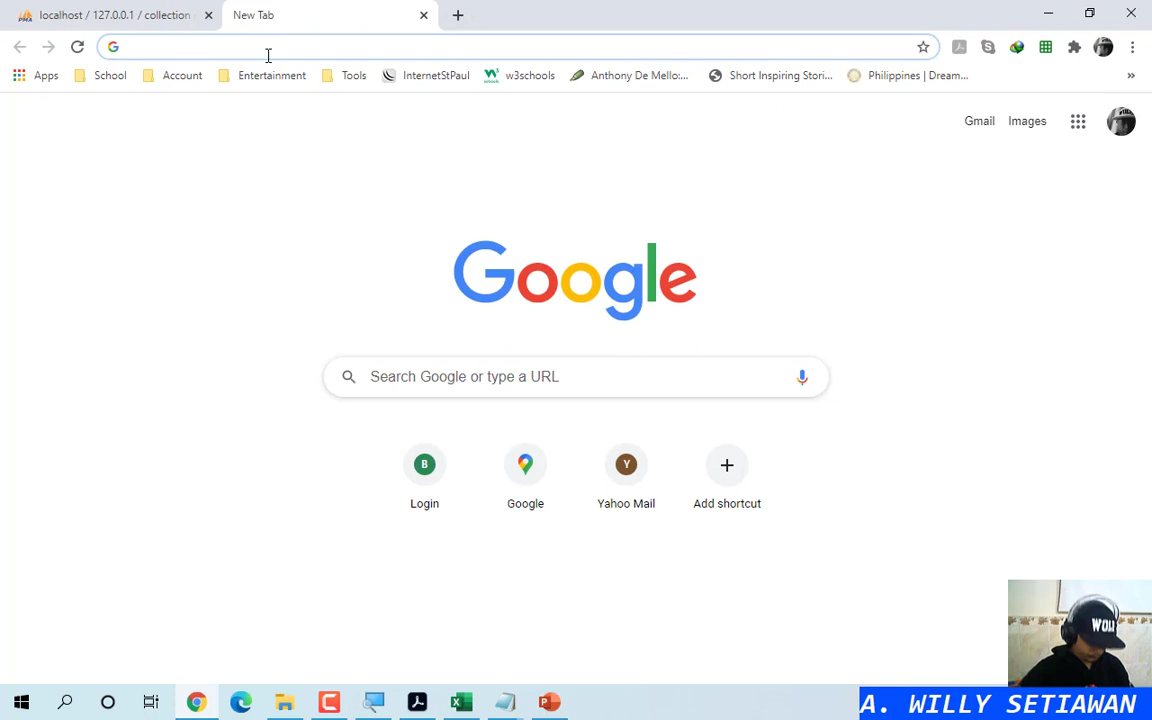 localhost / 127.0.0.1 / collection
New Tab
Apps
School
Account
Entertainment
Tools
InternetStPaul
w3schools
Anthony De Mello:...
Short Inspiring Stori...
Philippines | Dream...
»
Gmail
Images
Google
Search Google or type a URL
B
Y
Login
Google
Yahoo Mail
Add shortcut
A. WILLY SETIAWAN